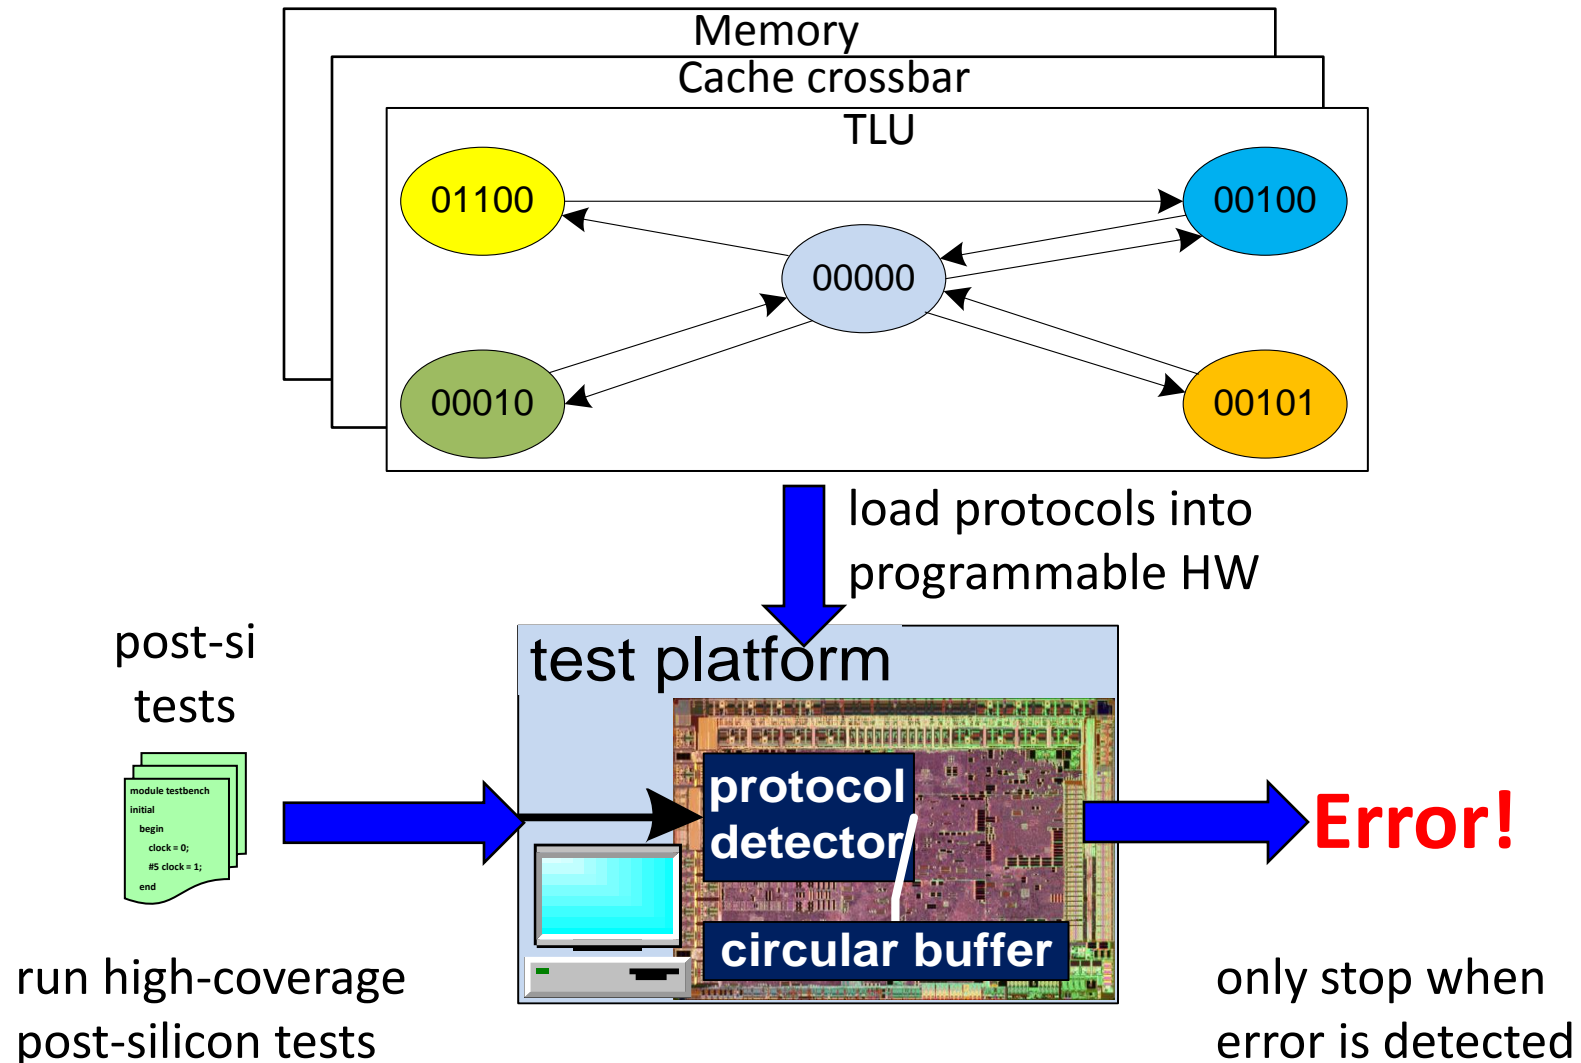 Memory
Cache crossbar
TLU
01100
00100
00000
00010
00101
load protocols into
programmable HW
post-si
tests
test platform
module testbench
initial
begin
clock = 0;
#5 clock = 1;
end
protocol
detector
Error!
circular buffer
run high-coverage
post-silicon tests
only stop when
error is detected